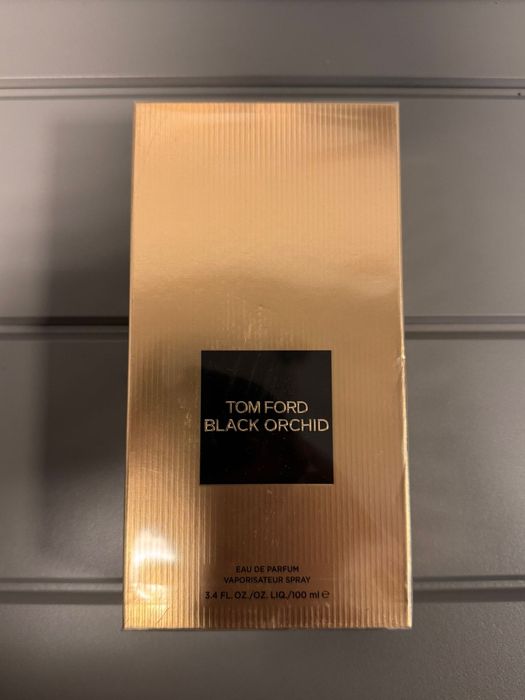 TOM FORD
BLACK ORCHID
EAU DE PARFUM
VAPORISATEUR SPRAY
3.4 FL. OZ./OZ. LIQ./100 ml ℮